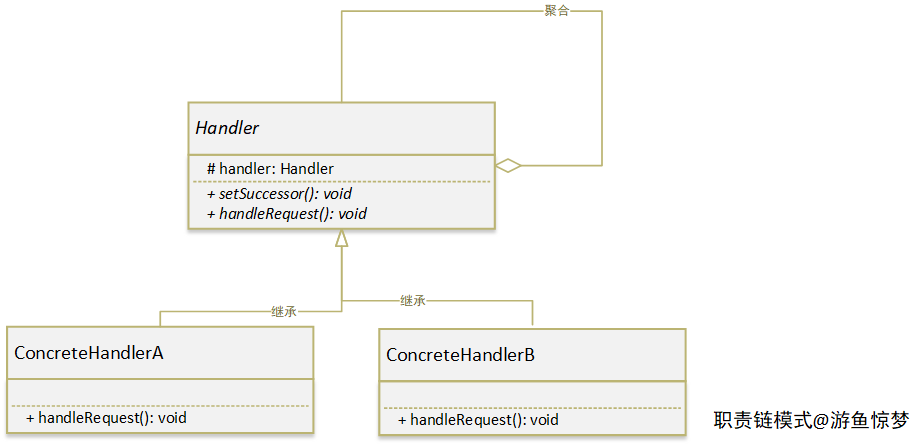 聚合
Handler
# handler: Handler
+ setSuccessor(): void
+ handleRequest(): void
继承
继承
ConcreteHandlerA
+ handleRequest(): void
ConcreteHandlerB
+ handleRequest(): void
职责链模式@游鱼惊梦